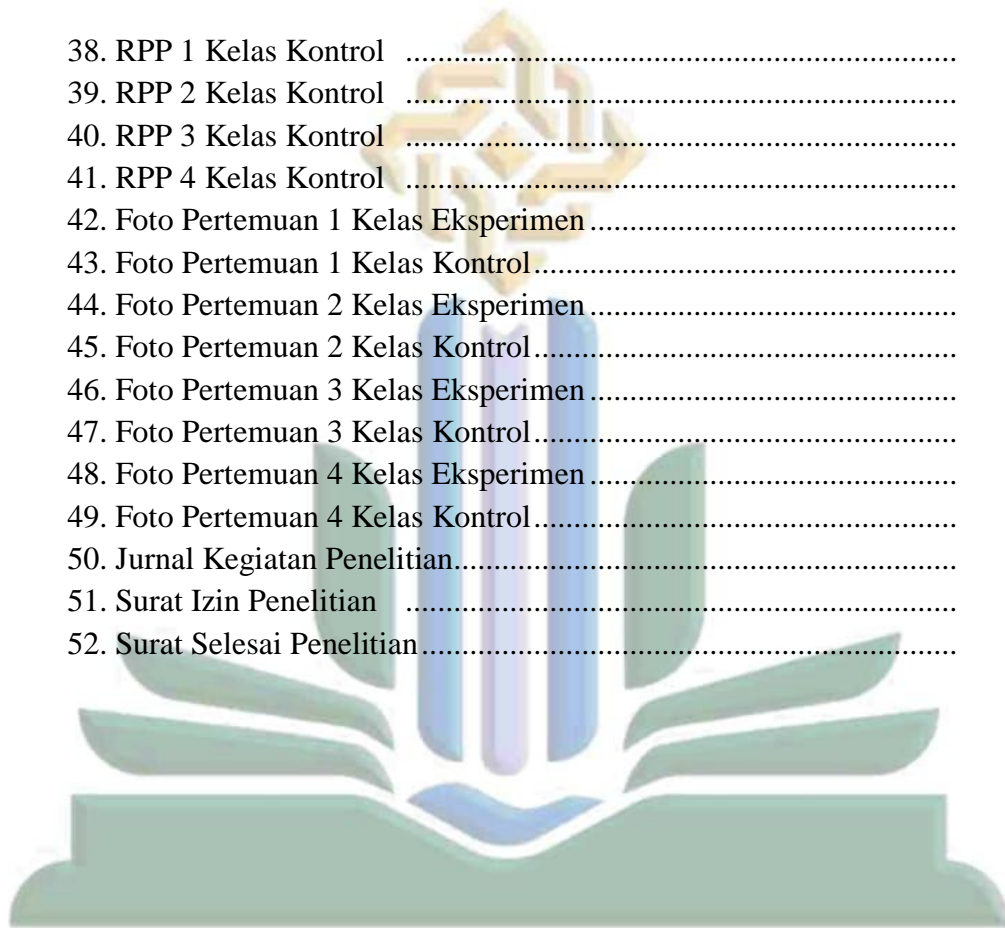 38. RPP 1 Kelas Kontrol ................................................................................
39. RPP 2 Kelas Kontrol ................................................................................
40. RPP 3 Kelas Kontrol ................................................................................
41. RPP 4 Kelas Kontrol ................................................................................
42. Foto Pertemuan 1 Kelas Eksperimen .....................................................
43. Foto Pertemuan 1 Kelas Kontrol.............................................................
44. Foto Pertemuan 2 Kelas Eksperimen .....................................................
45. Foto Pertemuan 2 Kelas Kontrol.............................................................
46. Foto Pertemuan 3 Kelas Eksperimen .....................................................
47. Foto Pertemuan 3 Kelas Kontrol.............................................................
48. Foto Pertemuan 4 Kelas Eksperimen .....................................................
49. Foto Pertemuan 4 Kelas Kontrol.............................................................
50. Jurnal Kegiatan Penelitian........................................................................
51. Surat Izin Penelitian ................................................................................
52. Surat Selesai Penelitian.............................................................................